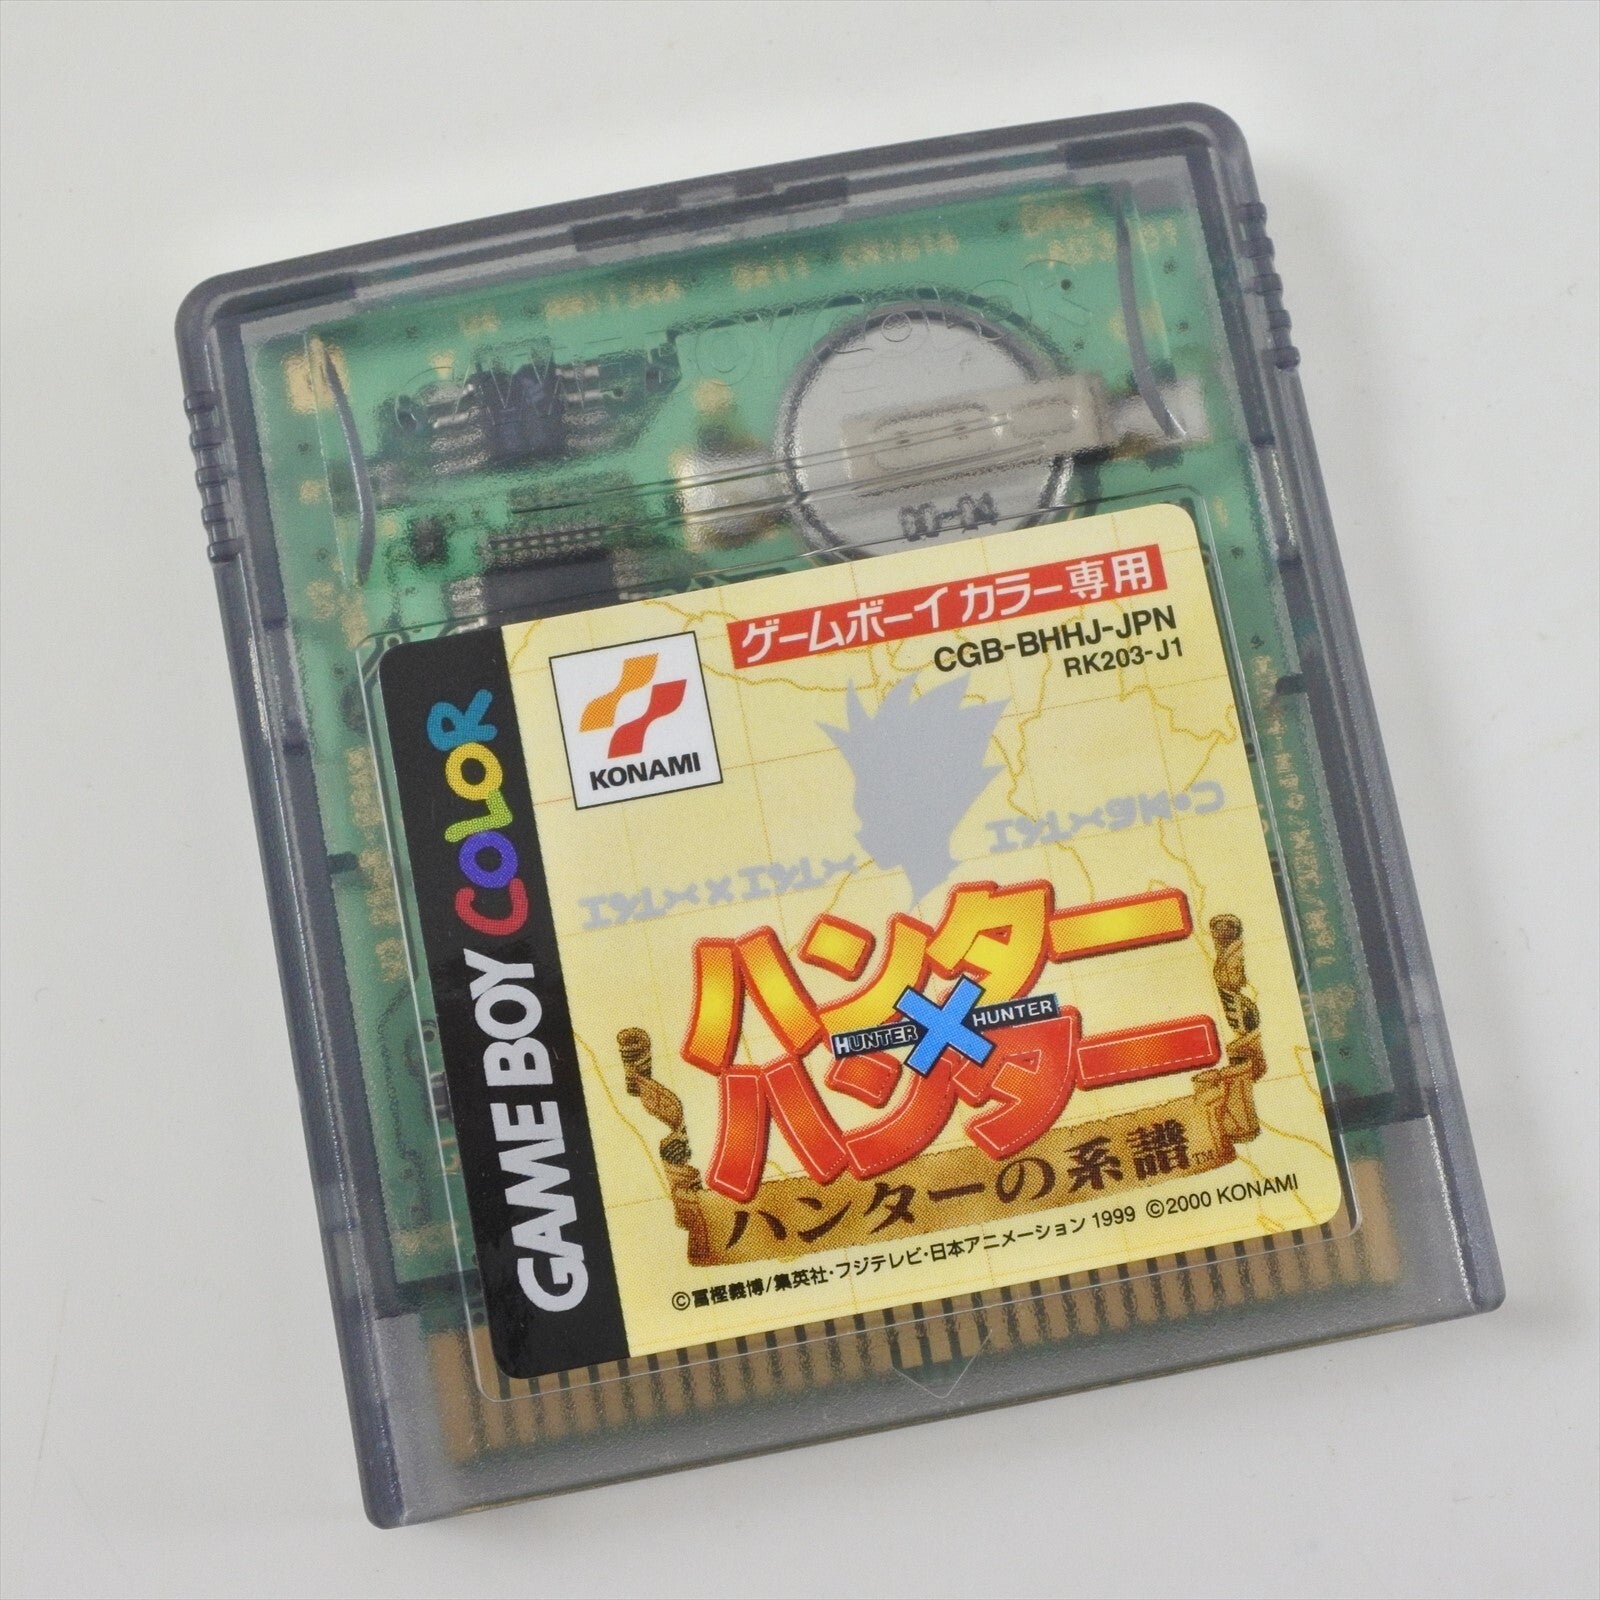 ゲームボーイカラー専用
CGB-BHHJ-JPN
RK203-J1
KONAMI
GAME BOY COLOR
ハンター
HUNTER × HUNTER
ハンター
ハンターの系譜™
©冨樫義博/集英社・フジテレビ・日本アニメーション 1999 ©2000 KONAMI